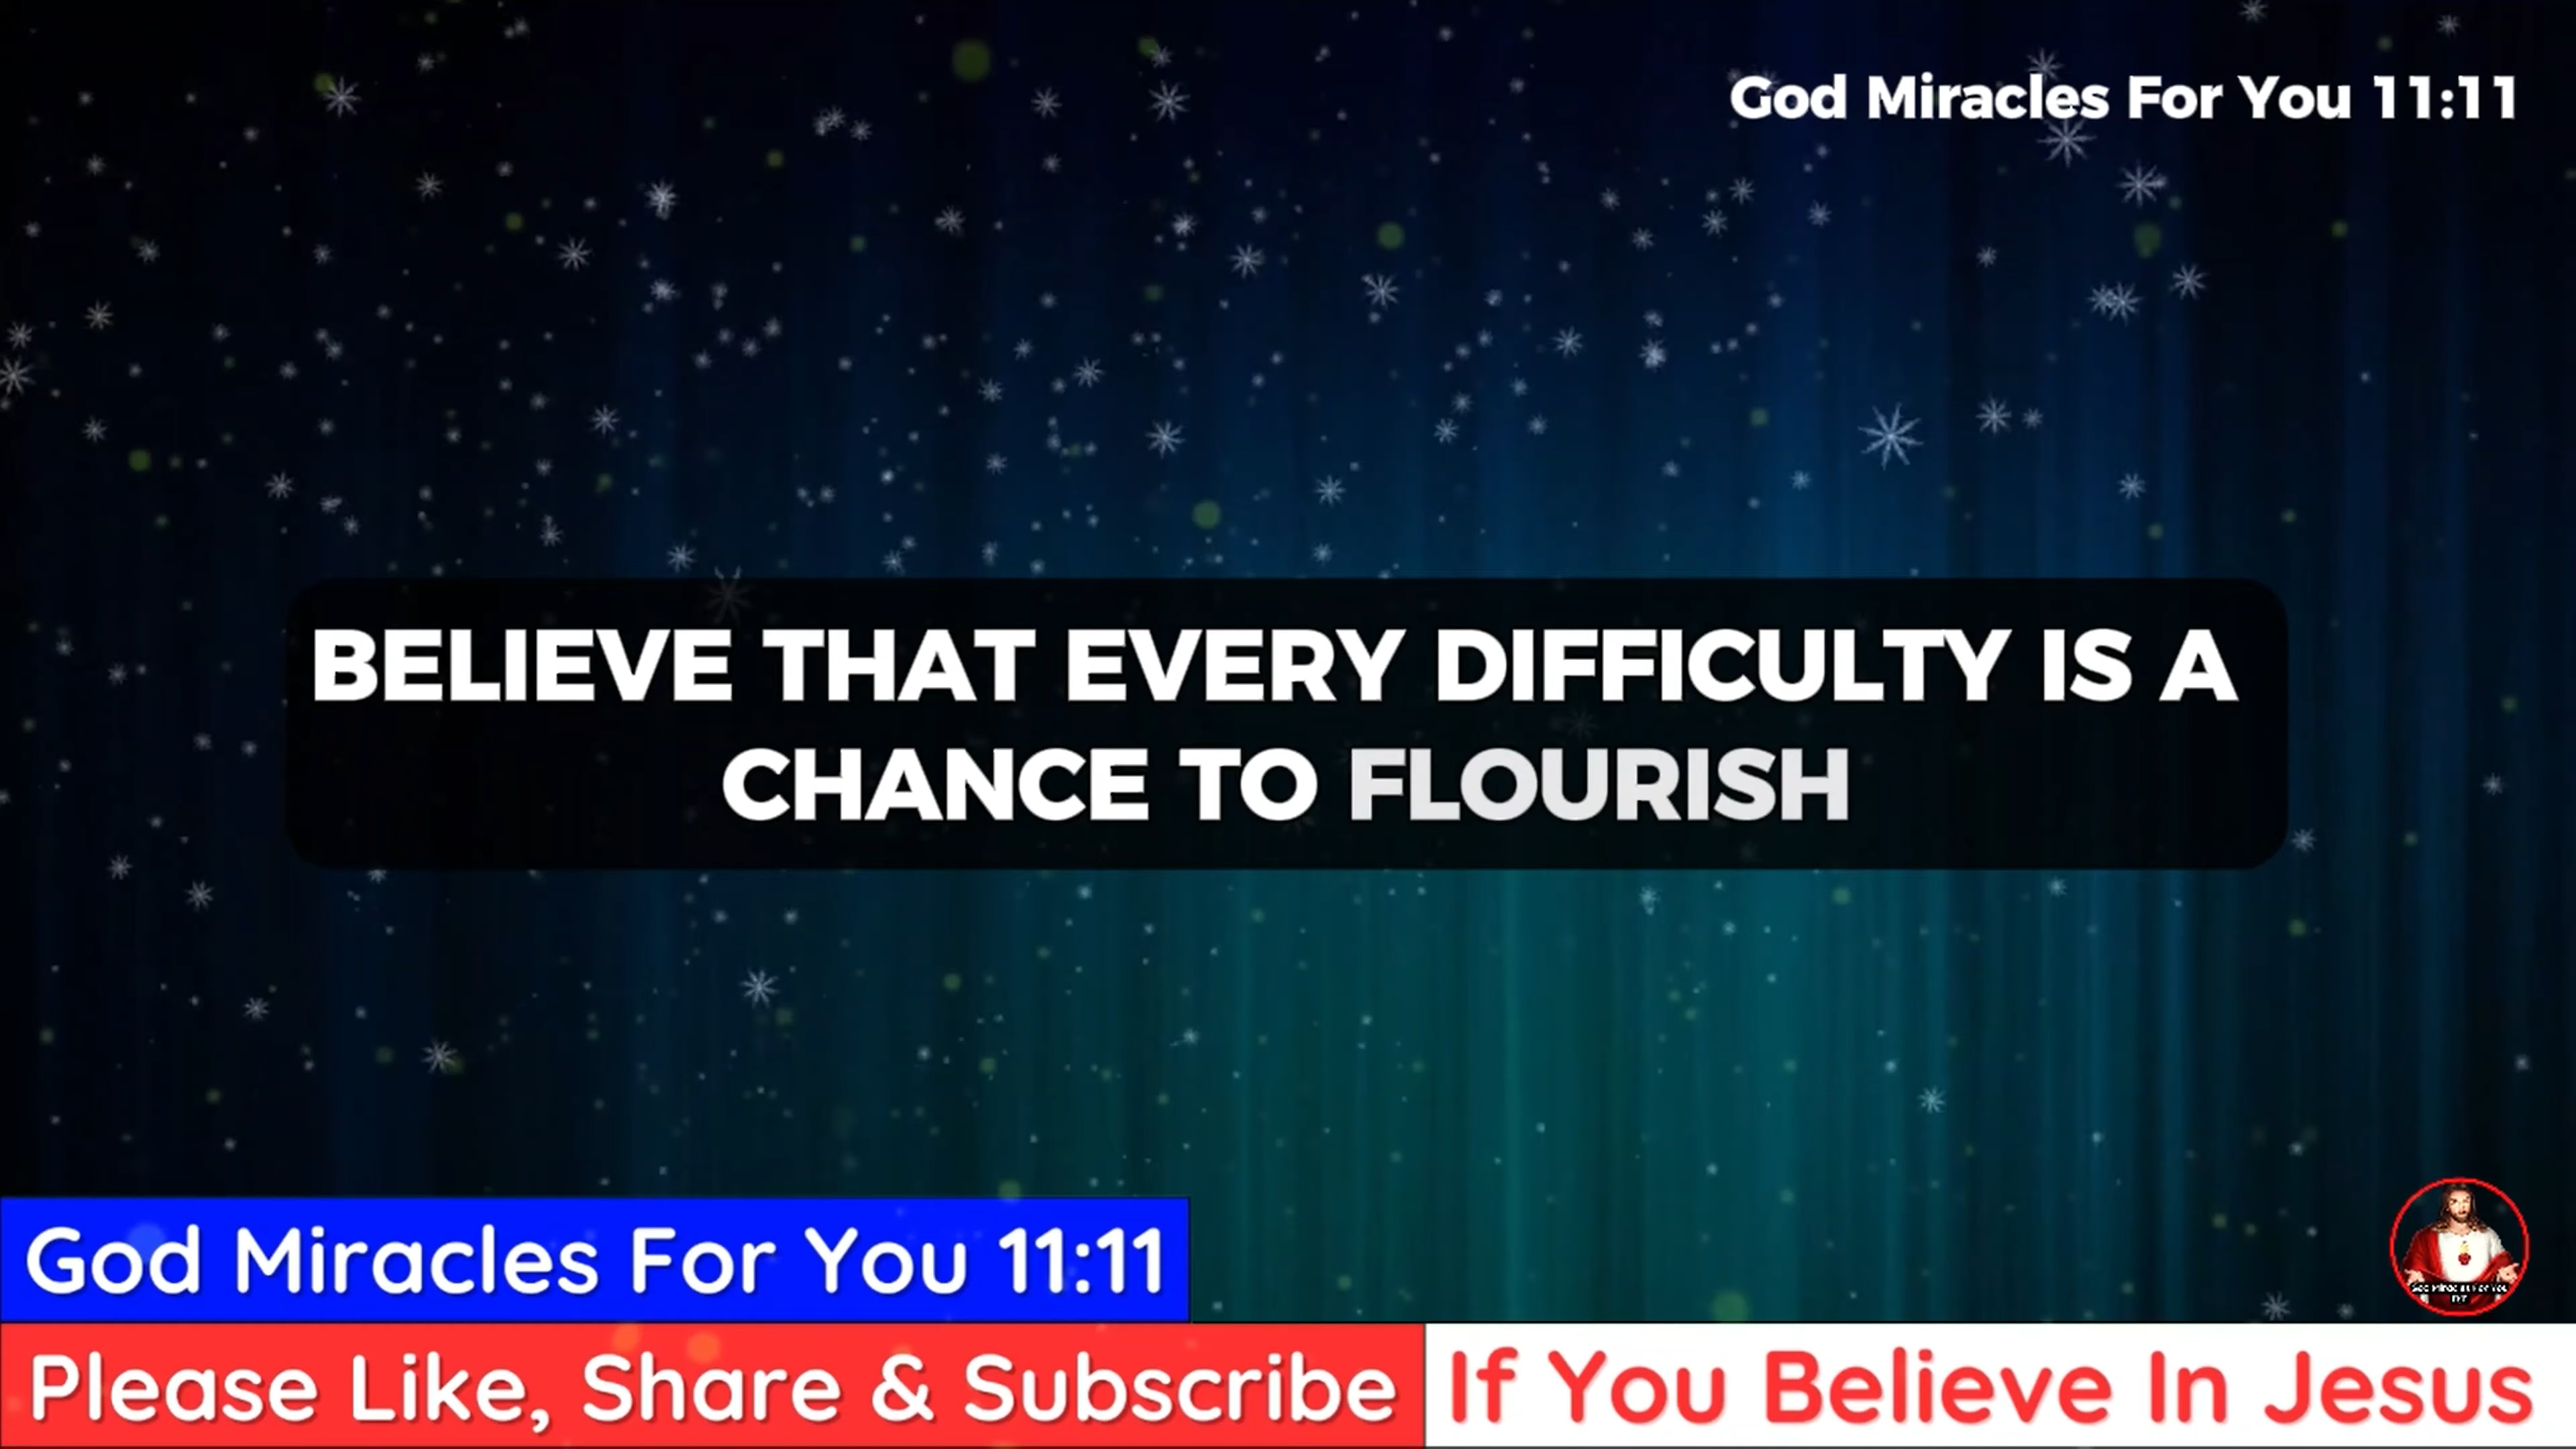 God Miracles For You 11:11
BELIEVE THAT EVERY DIFFICULTY IS A
CHANCE TO FLOURISH
God Miracles For You 11:11
Please Like, Share & Subscribe
If You Believe In Jesus